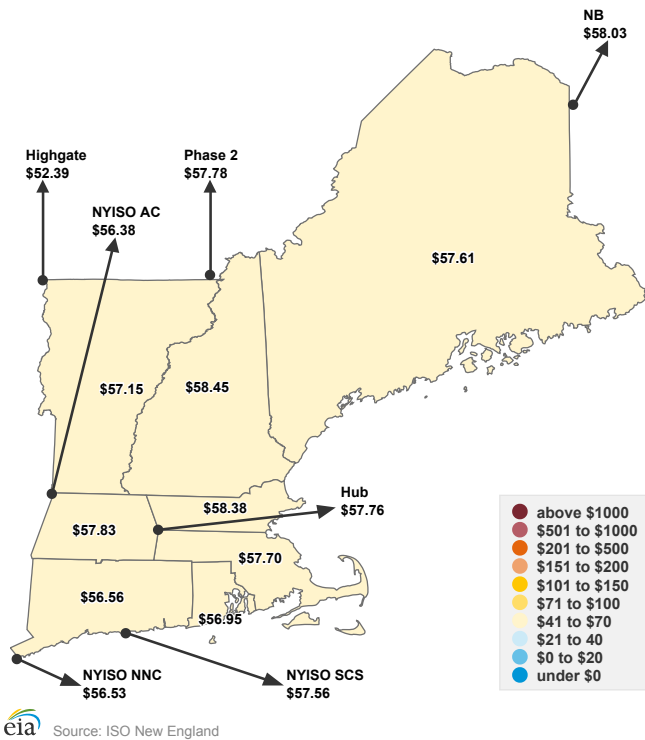 NB
$58.03
Highgate
$52.39
Phase 2
$57.78
NYISO AC
$56.38
$57.61
$57.15
$58.45
Hub
$57.76
$58.38
$57.83
$57.70
$56.56
$56.95
NYISO NNC
$56.53
NYISO SCS
$57.56
above $1000
$501 to $1000
$201 to $500
$151 to $200
$101 to $150
$71 to $100
$41 to $70
$21 to 40
$0 to $20
under $0
eia Source: ISO New England